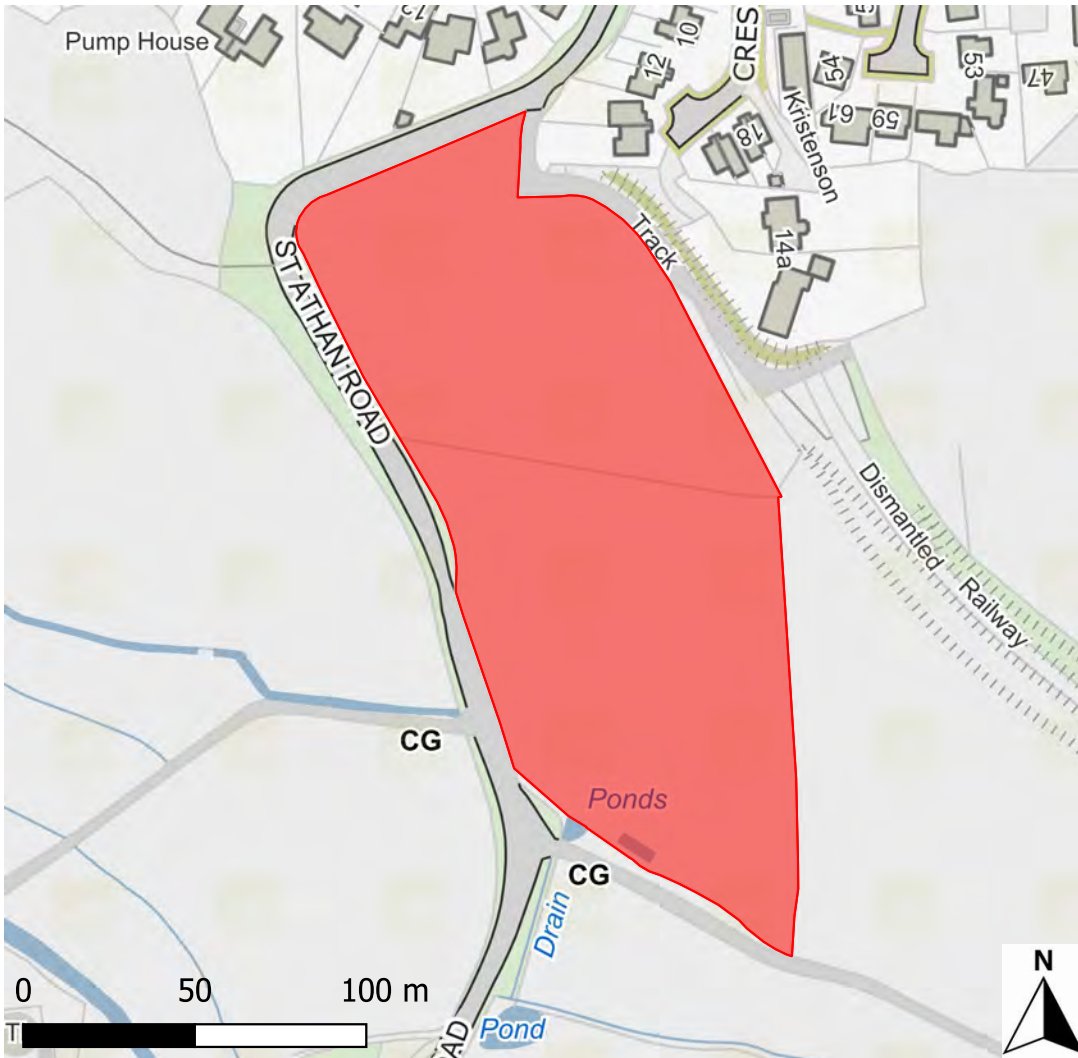 Pump House
10
12
CRES
18
Kristenson
54
61
59
53
47
14a
Track
ST ATHAN ROAD
Dismantled Railway
CG
Ponds
CG
Drain
Pond
N
0 50 100 m